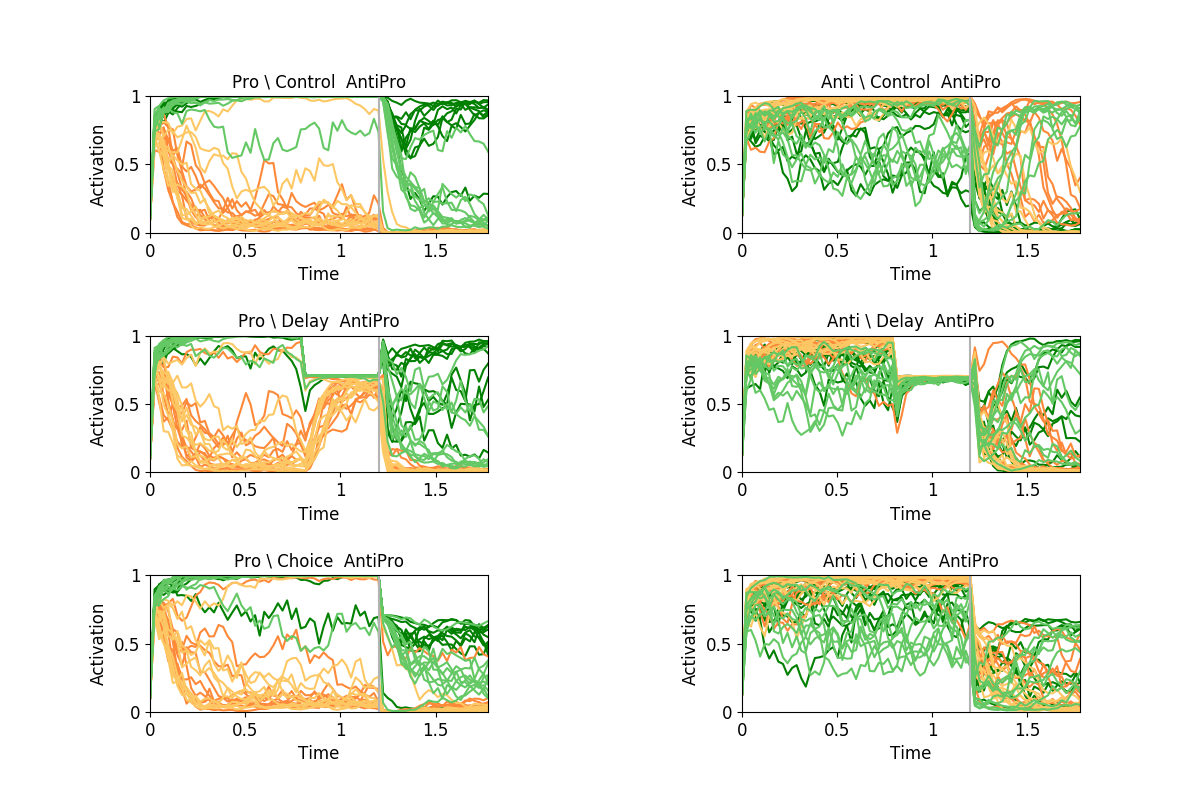 Pro \ Control  AntiPro
1
0.5
0
Activation
0 0.5 1 1.5
Time
Anti \ Control  AntiPro
1
0.5
0
Activation
0 0.5 1 1.5
Time
Pro \ Delay  AntiPro
1
0.5
0
Activation
0 0.5 1 1.5
Time
Anti \ Delay  AntiPro
1
0.5
0
Activation
0 0.5 1 1.5
Time
Pro \ Choice  AntiPro
1
0.5
0
Activation
0 0.5 1 1.5
Time
Anti \ Choice  AntiPro
1
0.5
0
Activation
0 0.5 1 1.5
Time